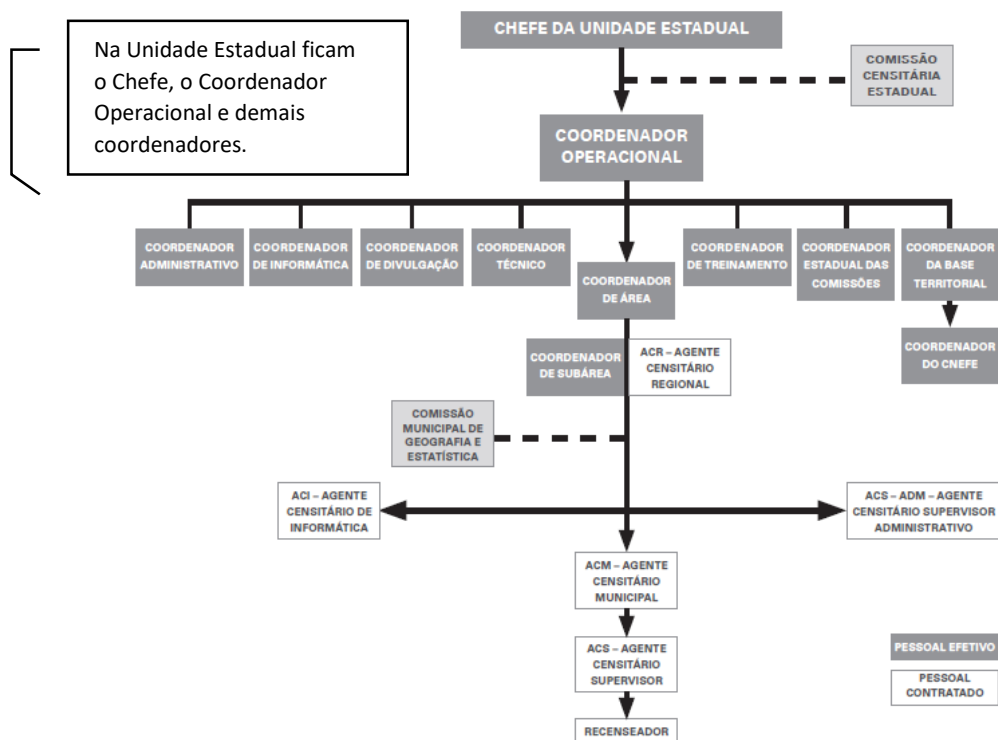 CHEFE DA UNIDADE ESTADUAL
Na Unidade Estadual ficam
o Chefe, o Coordenador
Operacional e demais
coordenadores.
COMISSÃO
CENSITÁRIA
ESTADUAL
COORDENADOR
OPERACIONAL
COORDENADOR
ADMINISTRATIVO
COORDENADOR
DE INFORMÁTICA
COORDENADOR
DE DIVULGAÇÃO
COORDENADOR
TÉCNICO
COORDENADOR
DE ÁREA
COORDENADOR
DE TREINAMENTO
COORDENADOR
ESTADUAL DAS
COMISSÕES
COORDENADOR
DA BASE
TERRITORIAL
COORDENADOR
DO CNEFE
COORDENADOR
DE SUBÁREA
ACR – AGENTE
CENSITÁRIO
REGIONAL
COMISSÃO
MUNICIPAL DE
GEOGRAFIA E
ESTATÍSTICA
ACI – AGENTE
CENSITÁRIO DE
INFORMÁTICA
ACS – ADM – AGENTE
CENSITÁRIO SUPERVISOR
ADMINISTRATIVO
ACM – AGENTE
CENSITÁRIO
MUNICIPAL
ACS – AGENTE
CENSITÁRIO
SUPERVISOR
RECENSEADOR
PESSOAL EFETIVO
PESSOAL
CONTRATADO